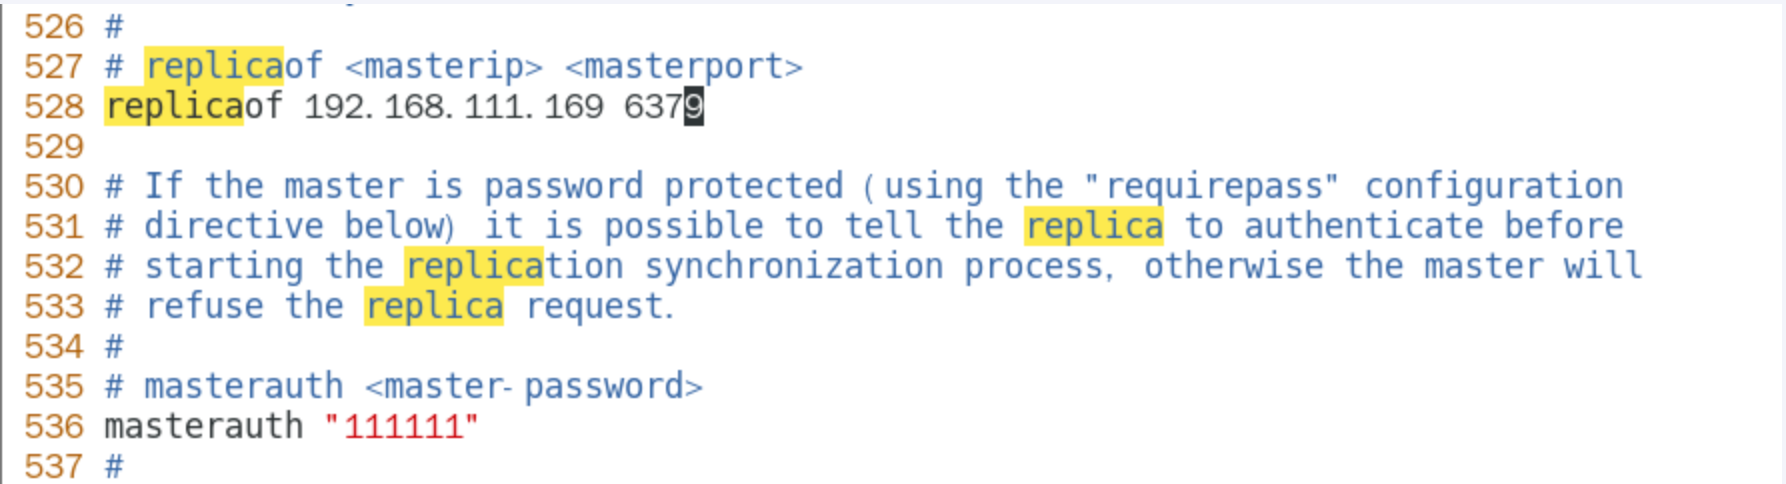 526 #
527 # replicaof <masterip> <masterport>
528 replicaof 192.168.111.169 6379
529
530 # If the master is password protected (using the "requirepass" configuration
531 # directive below) it is possible to tell the replica to authenticate before
532 # starting the replication synchronization process, otherwise the master will
533 # refuse the replica request.
534 #
535 # masterauth <master-password>
536 masterauth "111111"
537 #